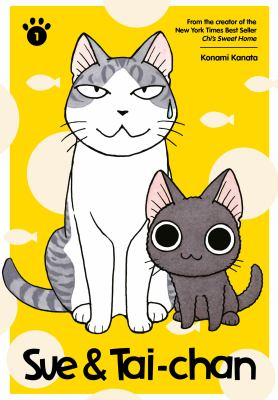 1
From the creator of the
New York Times Best Seller
Chi's Sweet Home
Konami Kanata
Sue & Tai-chan